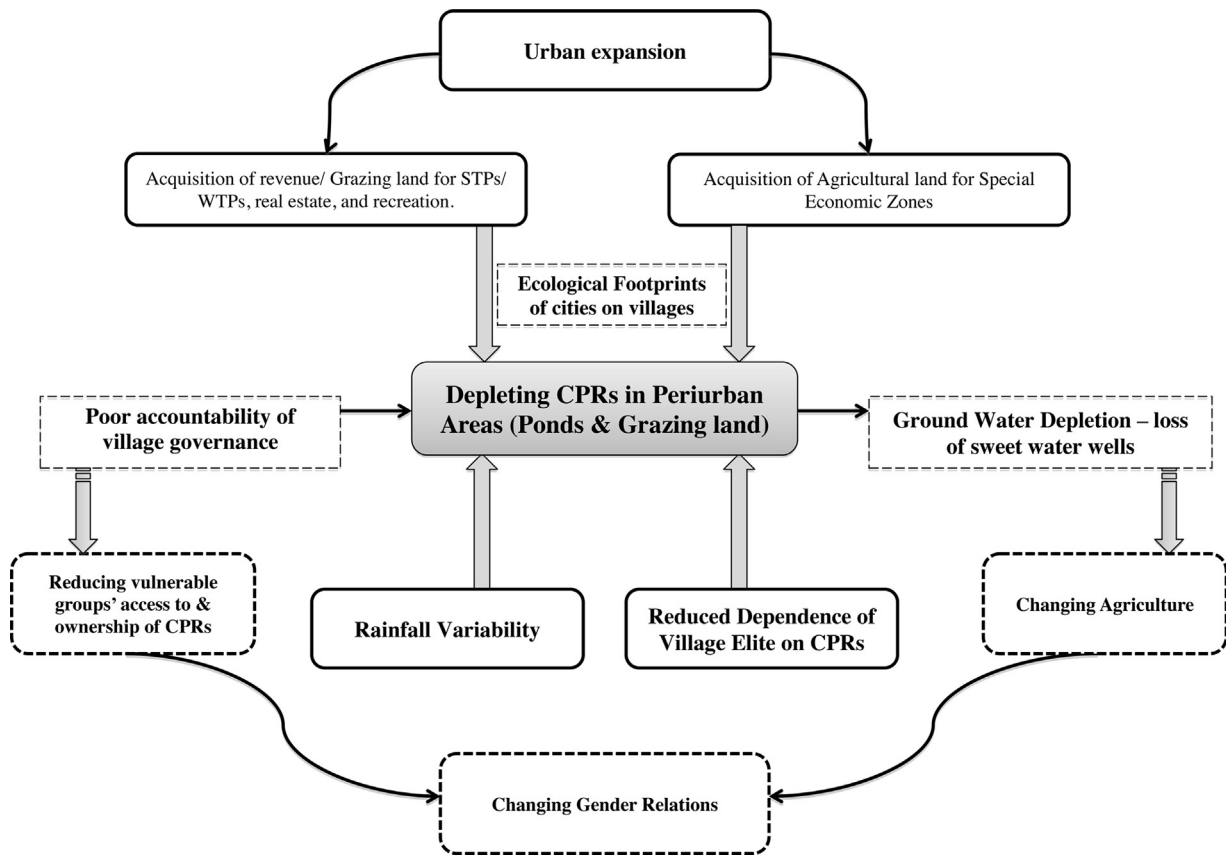 Urban expansion
Acquisition of revenue/ Grazing land for STPs/
WTPs, real estate, and recreation.
Acquisition of Agricultural land for Special
Economic Zones
Ecological Footprints
of cities on villages
Poor accountability of
village governance
Depleting CPRs in Periurban
Areas (Ponds & Grazing land)
Ground Water Depletion – loss
of sweet water wells
Reducing vulnerable
groups’ access to &
ownership of CPRs
Rainfall Variability
Reduced Dependence of
Village Elite on CPRs
Changing Agriculture
Changing Gender Relations